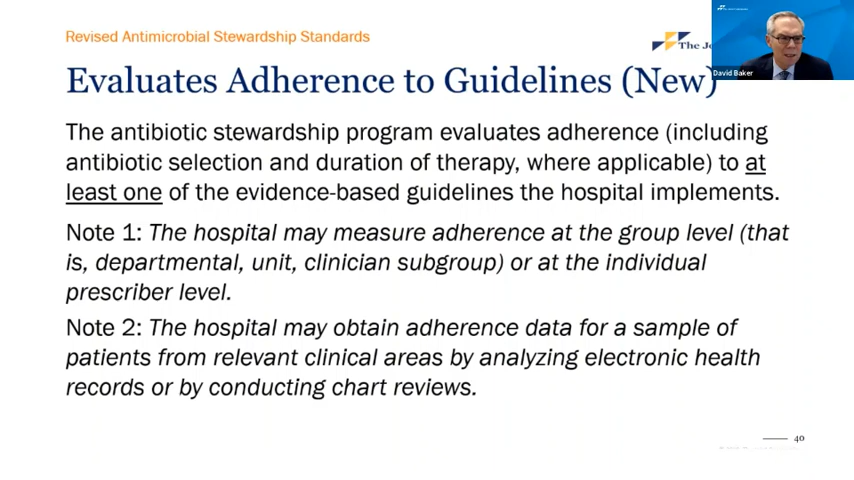 Revised Antimicrobial Stewardship Standards
The Jo
Evaluates Adherence to Guidelines (New)
David Baker
The antibiotic stewardship program evaluates adherence (including
antibiotic selection and duration of therapy, where applicable) to at
least one of the evidence-based guidelines the hospital implements.
Note 1: The hospital may measure adherence at the group level (that
is, departmental, unit, clinician subgroup) or at the individual
prescriber level.
Note 2: The hospital may obtain adherence data for a sample of
patients from relevant clinical areas by analyzing electronic health
records or by conducting chart reviews.
40